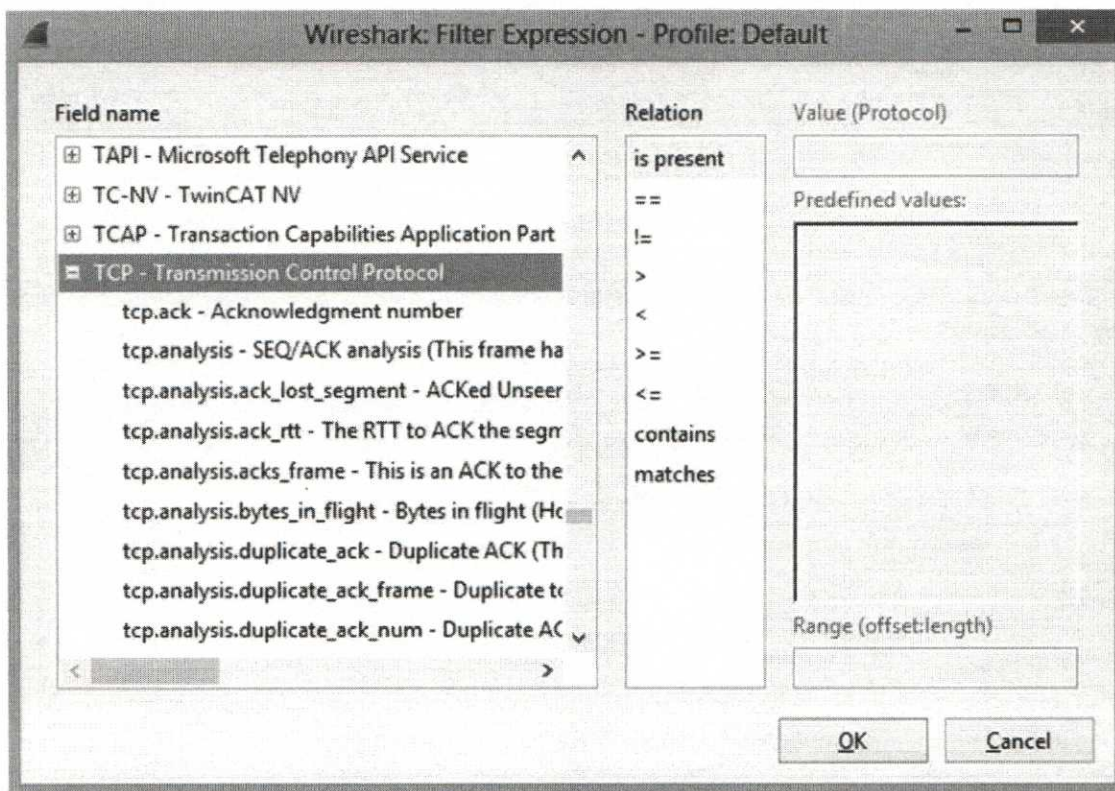 Wireshark: Filter Expression - Profile: Default
Field name
TAPI - Microsoft Telephony API Service
TC-NV - TwinCAT NV
TCAP - Transaction Capabilities Application Part
TCP - Transmission Control Protocol
tcp.ack - Acknowledgment number
tcp.analysis - SEQ/ACK analysis (This frame ha
tcp.analysis.ack_lost_segment - ACKed Unseer
tcp.analysis.ack_rtt - The RTT to ACK the segm
tcp.analysis.acks_frame - This is an ACK to the
tcp.analysis.bytes_in_flight - Bytes in flight (Hc
tcp.analysis.duplicate_ack - Duplicate ACK (Th
tcp.analysis.duplicate_ack_frame - Duplicate to
tcp.analysis.duplicate_ack_num - Duplicate AC
Relation
is present
==
!=
>
<
>=
<=
contains
matches
Value (Protocol)
Predefined values:
Range (offset:length)
OK
Cancel